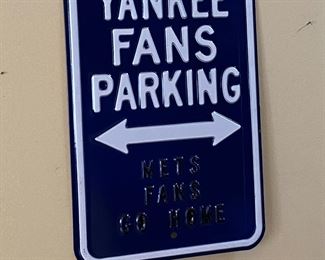 YANKEE
FANS
PARKING
METS
FANS
GO HOME